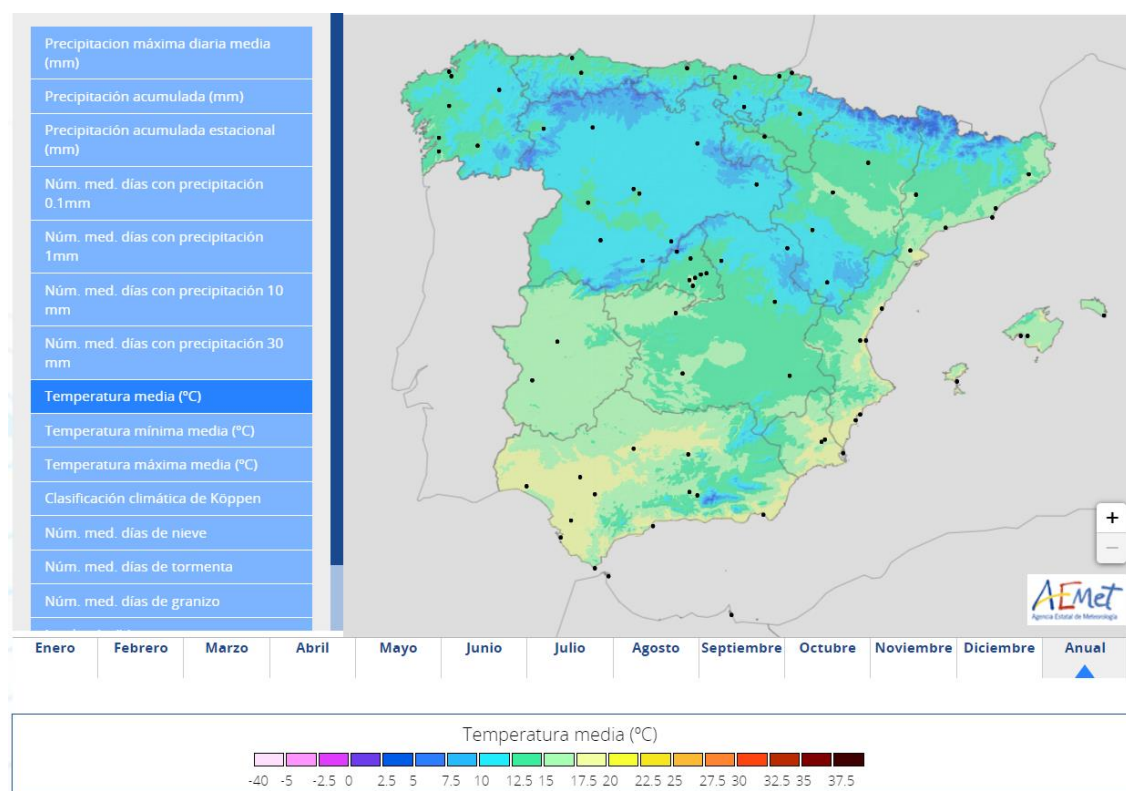 Precipitacion máxima diaria media
(mm)
Precipitación acumulada (mm)
Precipitación acumulada estacional
(mm)
Núm. med. días con precipitación
0.1mm
Núm. med. días con precipitación
1mm
Núm. med. días con precipitación 10
mm
Núm. med. días con precipitación 30
mm
Temperatura media (ºC)
Temperatura mínima media (ºC)
Temperatura máxima media (ºC)
Clasificación climática de Köppen
Núm. med. días de nieve
Núm. med. días de tormenta
Núm. med. días de granizo
+
−
AEMet
Agencia Estatal de Meteorología
Enero Febrero Marzo Abril Mayo Junio Julio Agosto Septiembre Octubre Noviembre Diciembre Anual
Temperatura media (ºC)
-40 -5 -2.5 0 2.5 5 7.5 10 12.5 15 17.5 20 22.5 25 27.5 30 32.5 35 37.5